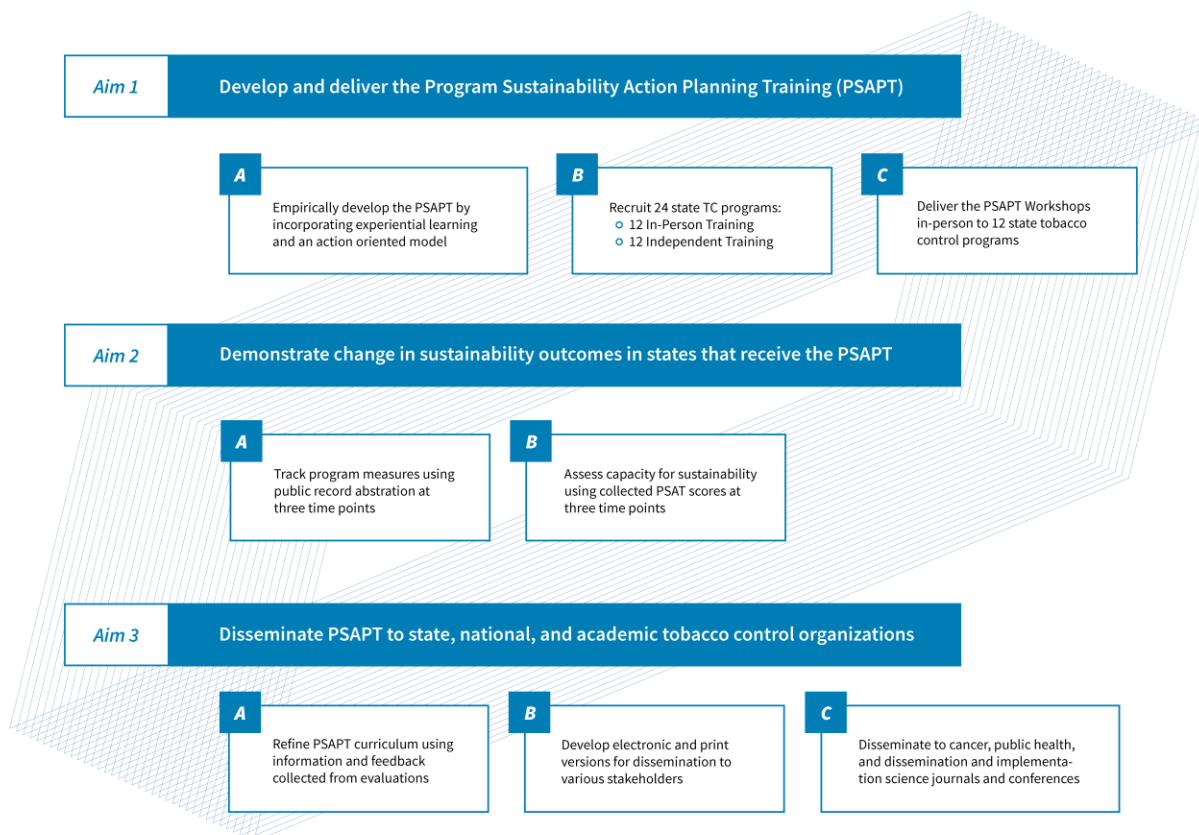 Aim 1
Develop and deliver the Program Sustainability Action Planning Training (PSAPT)
A
Empirically develop the PSAPT by
incorporating experiential learning
and an action oriented model
B
Recruit 24 state TC programs:
12 In-Person Training
12 Independent Training
C
Deliver the PSAPT Workshops
in-person to 12 state tobacco
control programs
Aim 2
Demonstrate change in sustainability outcomes in states that receive the PSAPT
A
Track program measures using
public record abstration at
three time points
B
Assess capacity for sustainability
using collected PSAT scores at
three time points
Aim 3
Disseminate PSAPT to state, national, and academic tobacco control organizations
A
Refine PSAPT curriculum using
information and feedback
collected from evaluations
B
Develop electronic and print
versions for dissemination to
various stakeholders
C
Disseminate to cancer, public health,
and dissemination and implementa-
tion science journals and conferences